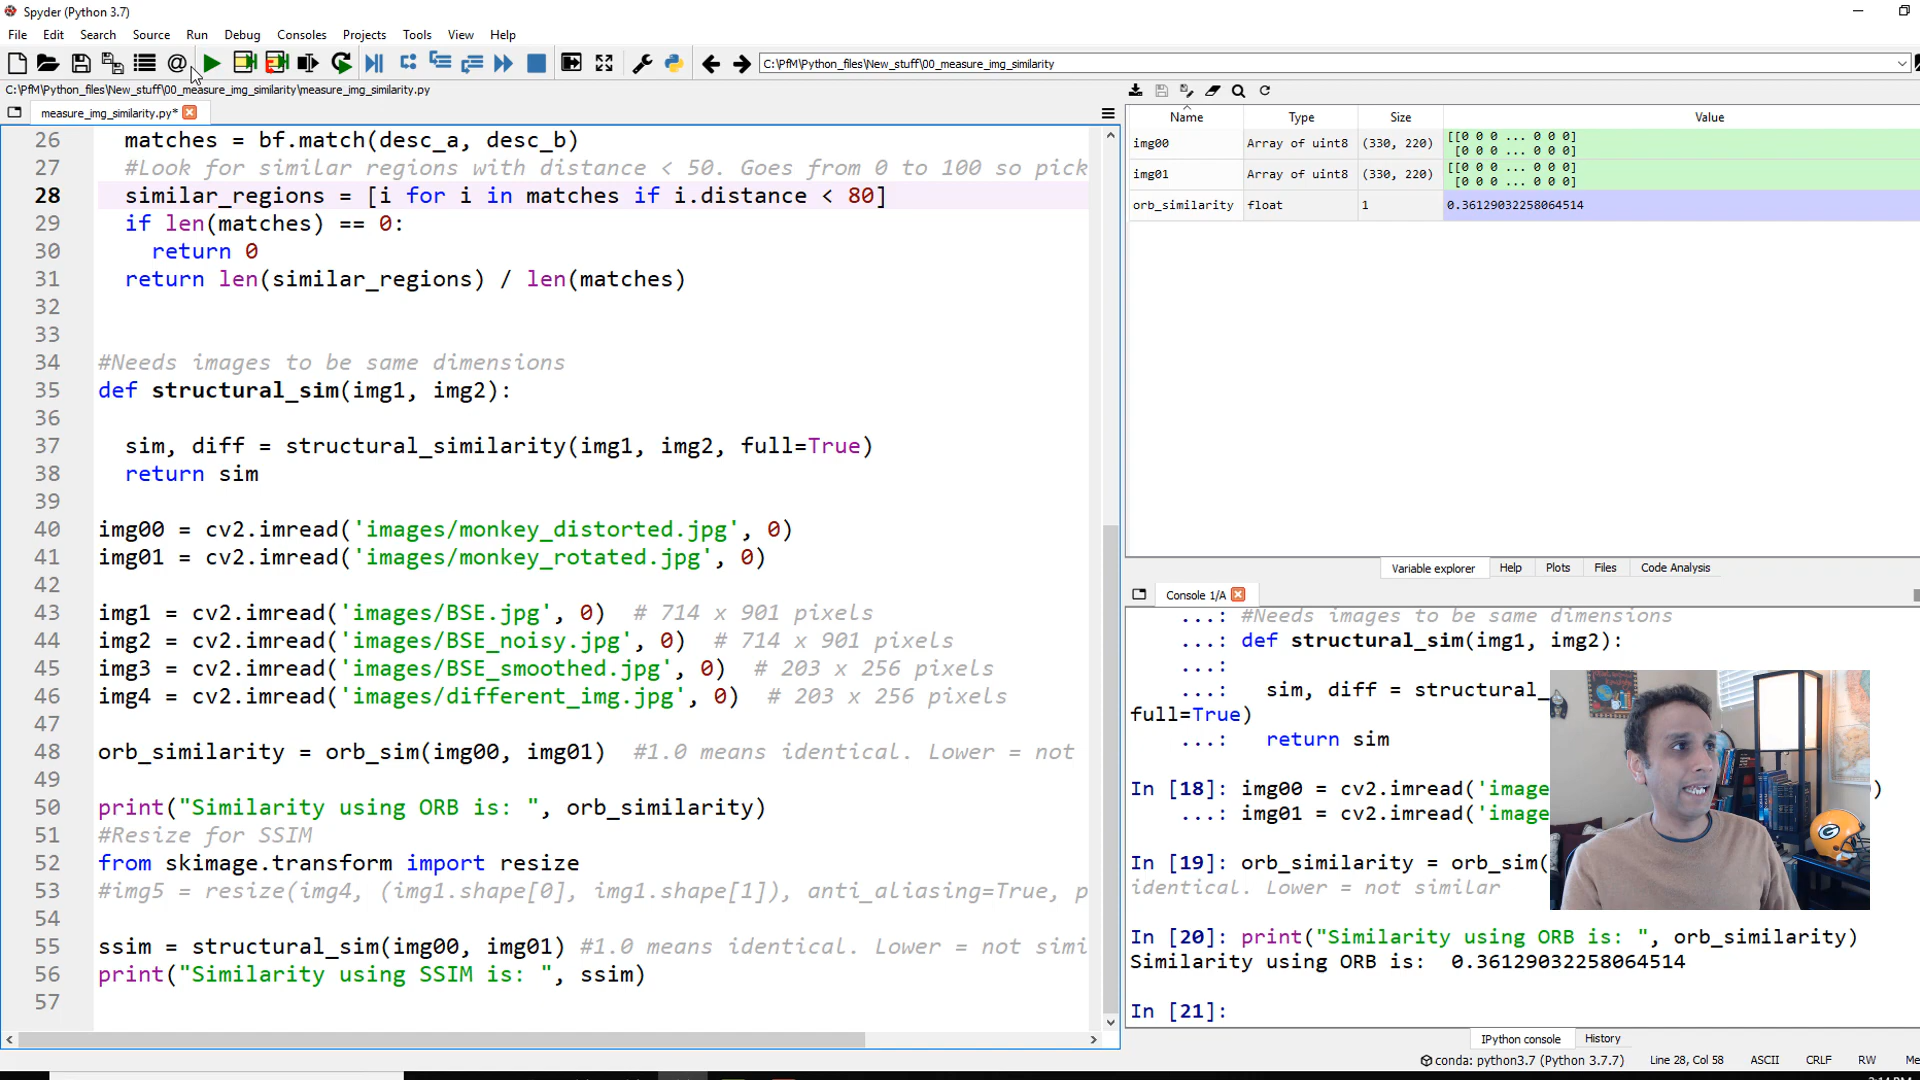 Spyder (Python 3.7)
File Edit Search Source Run Debug Consoles Projects Tools View Help
C:\PfM\Python_files\New_stuff\00_measure_img_similarity
C:\PfM\Python_files\New_stuff\00_measure_img_similarity\measure_img_similarity.py
measure_img_similarity.py*
26 matches = bf.match(desc_a, desc_b)
27 #Look for similar regions with distance < 50. Goes from 0 to 100 so pick
28 similar_regions = [i for i in matches if i.distance < 80]
29 if len(matches) == 0:
30 return 0
31 return len(similar_regions) / len(matches)
32
33
34 #Needs images to be same dimensions
35 def structural_sim(img1, img2):
36
37 sim, diff = structural_similarity(img1, img2, full=True)
38 return sim
39
40 img00 = cv2.imread('images/monkey_distorted.jpg', 0)
41 img01 = cv2.imread('images/monkey_rotated.jpg', 0)
42
43 img1 = cv2.imread('images/BSE.jpg', 0) # 714 x 901 pixels
44 img2 = cv2.imread('images/BSE_noisy.jpg', 0) # 714 x 901 pixels
45 img3 = cv2.imread('images/BSE_smoothed.jpg', 0) # 203 x 256 pixels
46 img4 = cv2.imread('images/different_img.jpg', 0) # 203 x 256 pixels
47
48 orb_similarity = orb_sim(img00, img01) #1.0 means identical. Lower = not
49
50 print("Similarity using ORB is: ", orb_similarity)
51 #Resize for SSIM
52 from skimage.transform import resize
53 #img5 = resize(img4, (img1.shape[0], img1.shape[1]), anti_aliasing=True, p
54
55 ssim = structural_sim(img00, img01) #1.0 means identical. Lower = not simi
56 print("Similarity using SSIM is: ", ssim)
57
Name Type Size Value
img00 Array of uint8 (330, 220) [[0 0 0 ... 0 0 0]
[0 0 0 ... 0 0 0]
img01 Array of uint8 (330, 220) [[0 0 0 ... 0 0 0]
[0 0 0 ... 0 0 0]
orb_similarity float 1 0.36129032258064514
Variable explorer Help Plots Files Code Analysis
Console 1/A
...: #Needs images to be same dimensions
...: def structural_sim(img1, img2):
...:
...: sim, diff = structural_
full=True)
...: return sim
In [18]: img00 = cv2.imread('image )
...: img01 = cv2.imread('image
In [19]: orb_similarity = orb_sim(
identical. Lower = not similar
In [20]: print("Similarity using ORB is: ", orb_similarity)
Similarity using ORB is: 0.36129032258064514
In [21]:
IPython console History
conda: python3.7 (Python 3.7.7) Line 28, Col 58 ASCII CRLF RW